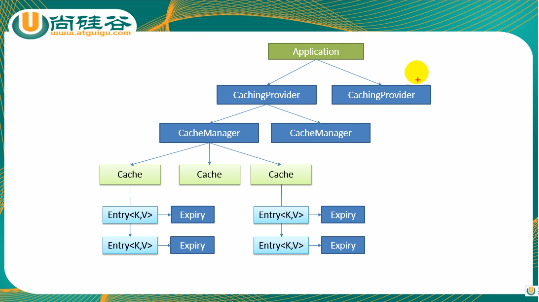 尚硅谷
www.atguigu.com
Application
CachingProvider CachingProvider
CacheManager CacheManager
Cache Cache Cache
Entry<K,V> Expiry Entry<K,V> Expiry
Entry<K,V> Expiry Entry<K,V> Expiry